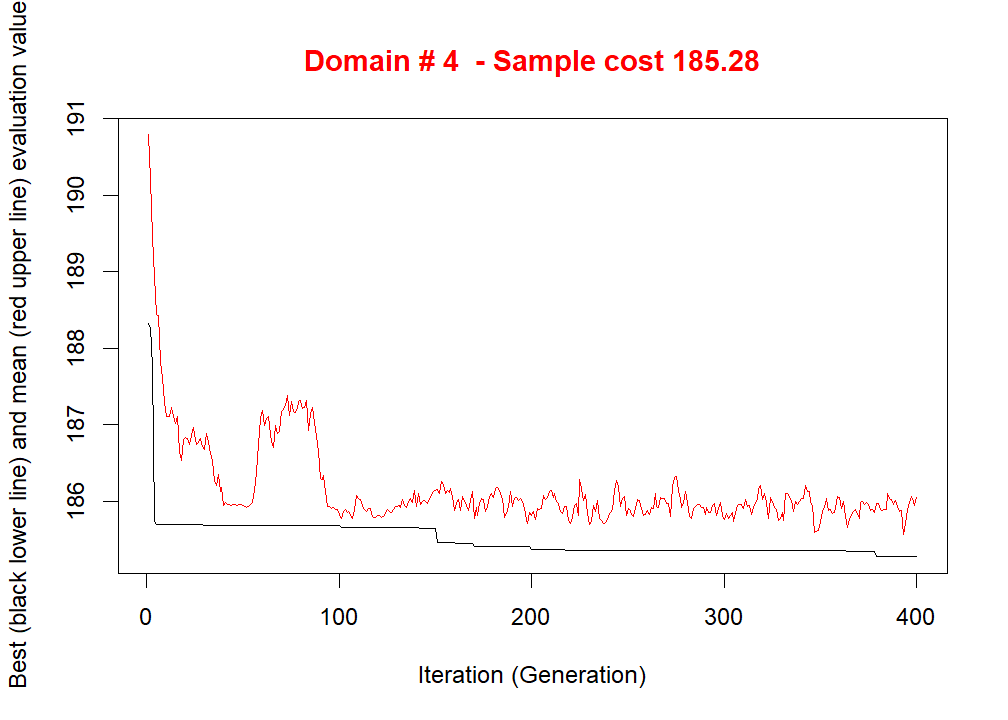 Domain # 4  - Sample cost 185.28
Best (black lower line) and mean (red upper line) evaluation value
191
190
189
188
187
186
0 100 200 300 400
Iteration (Generation)